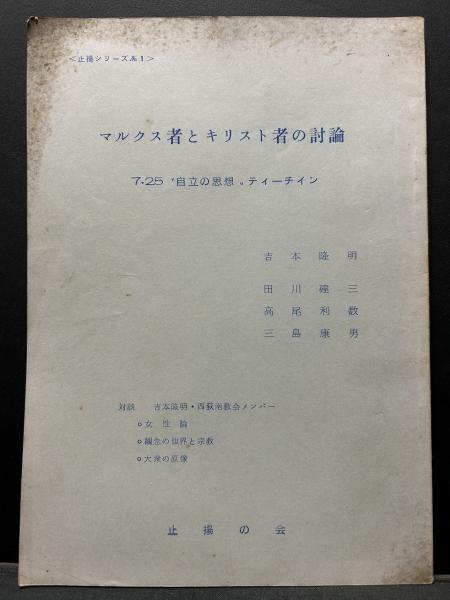 <止揚シリーズ№1>
マルクス者とキリスト者の討論
7.25 〝自立の思想〟ティーチイン
吉本隆明
田川建三
高尾利数
三島康男
対談 吉本隆明・西荻南教会メンバー
○女性論
○観念の世界と宗教
○大衆の原像
止揚の会